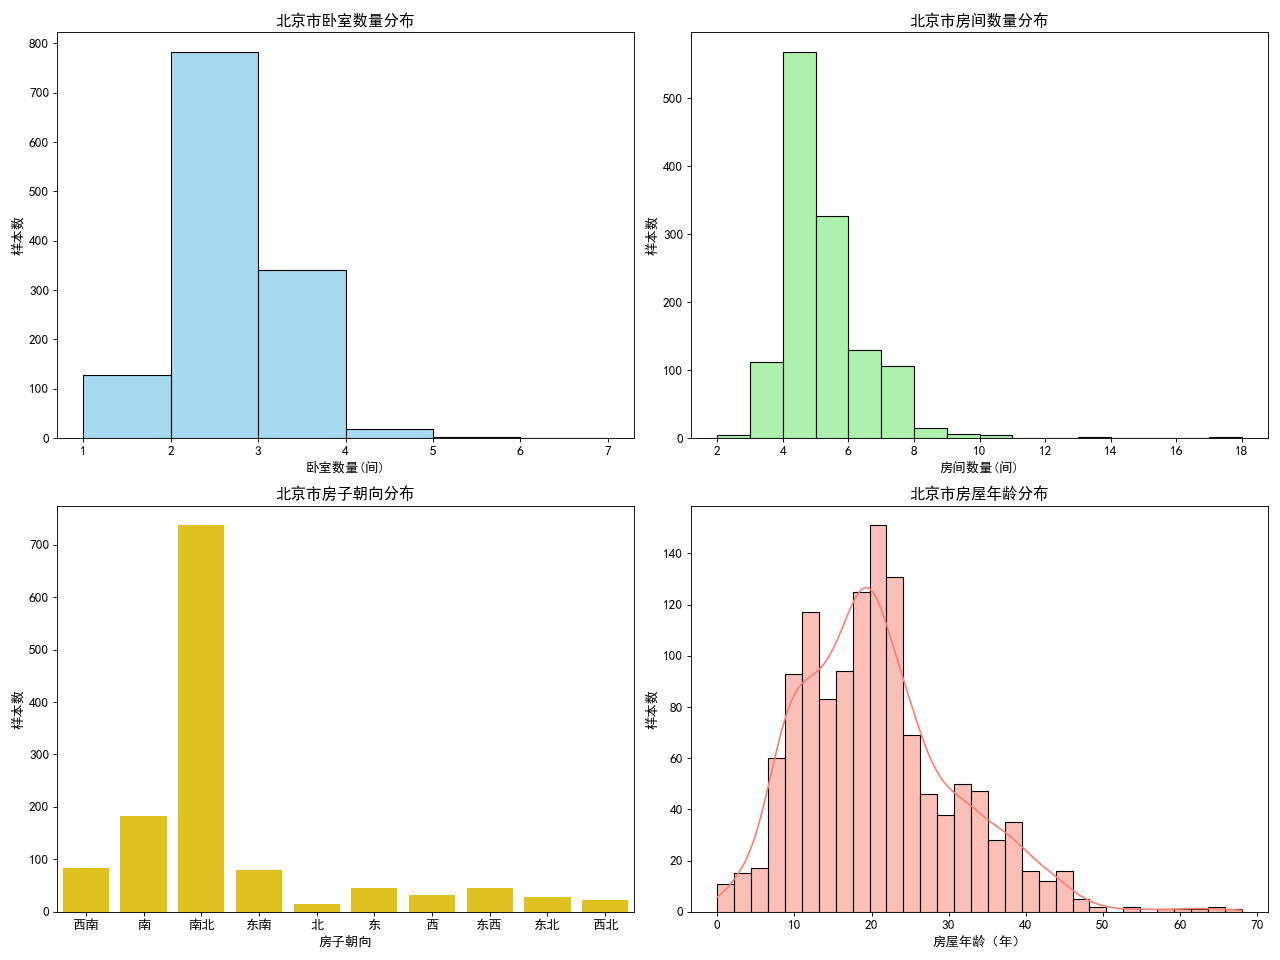 北京市卧室数量分布
800
700
600
500
400
300
200
100
0
样本数
1 2 3 4 5 6 7
卧室数量(间)
北京市房间数量分布
500
400
300
200
100
0
样本数
2 4 6 8 10 12 14 16 18
房间数量(间)
北京市房子朝向分布
700
600
500
400
300
200
100
0
样本数
西南 南 南北 东南 北 东 西 东西 东北 西北
房子朝向
北京市房屋年龄分布
140
120
100
80
60
40
20
0
样本数
0 10 20 30 40 50 60 70
房屋年龄（年）